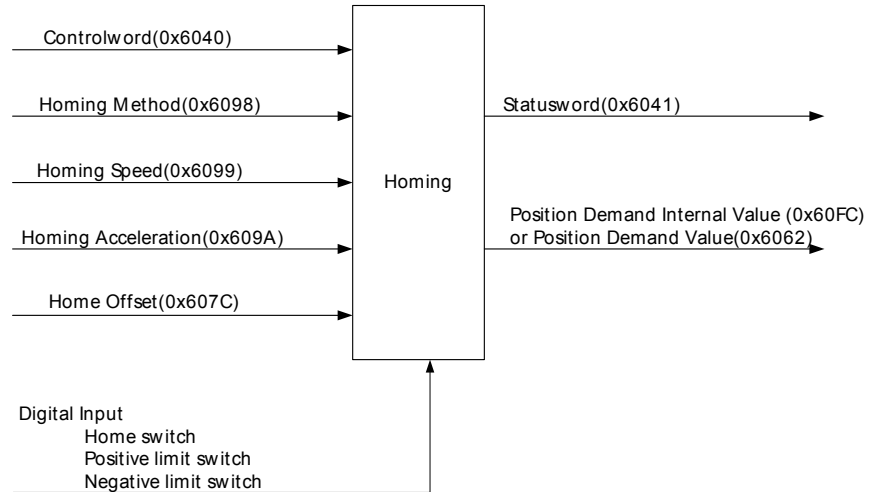 Controlword(0x6040)
Homing Method(0x6098)
Homing Speed(0x6099)
Homing Acceleration(0x609A)
Home Offset(0x607C)
Homing
Statusword(0x6041)
Position Demand Internal Value (0x60FC)
or Position Demand Value(0x6062)
Digital Input
Home switch
Positive limit switch
Negative limit switch